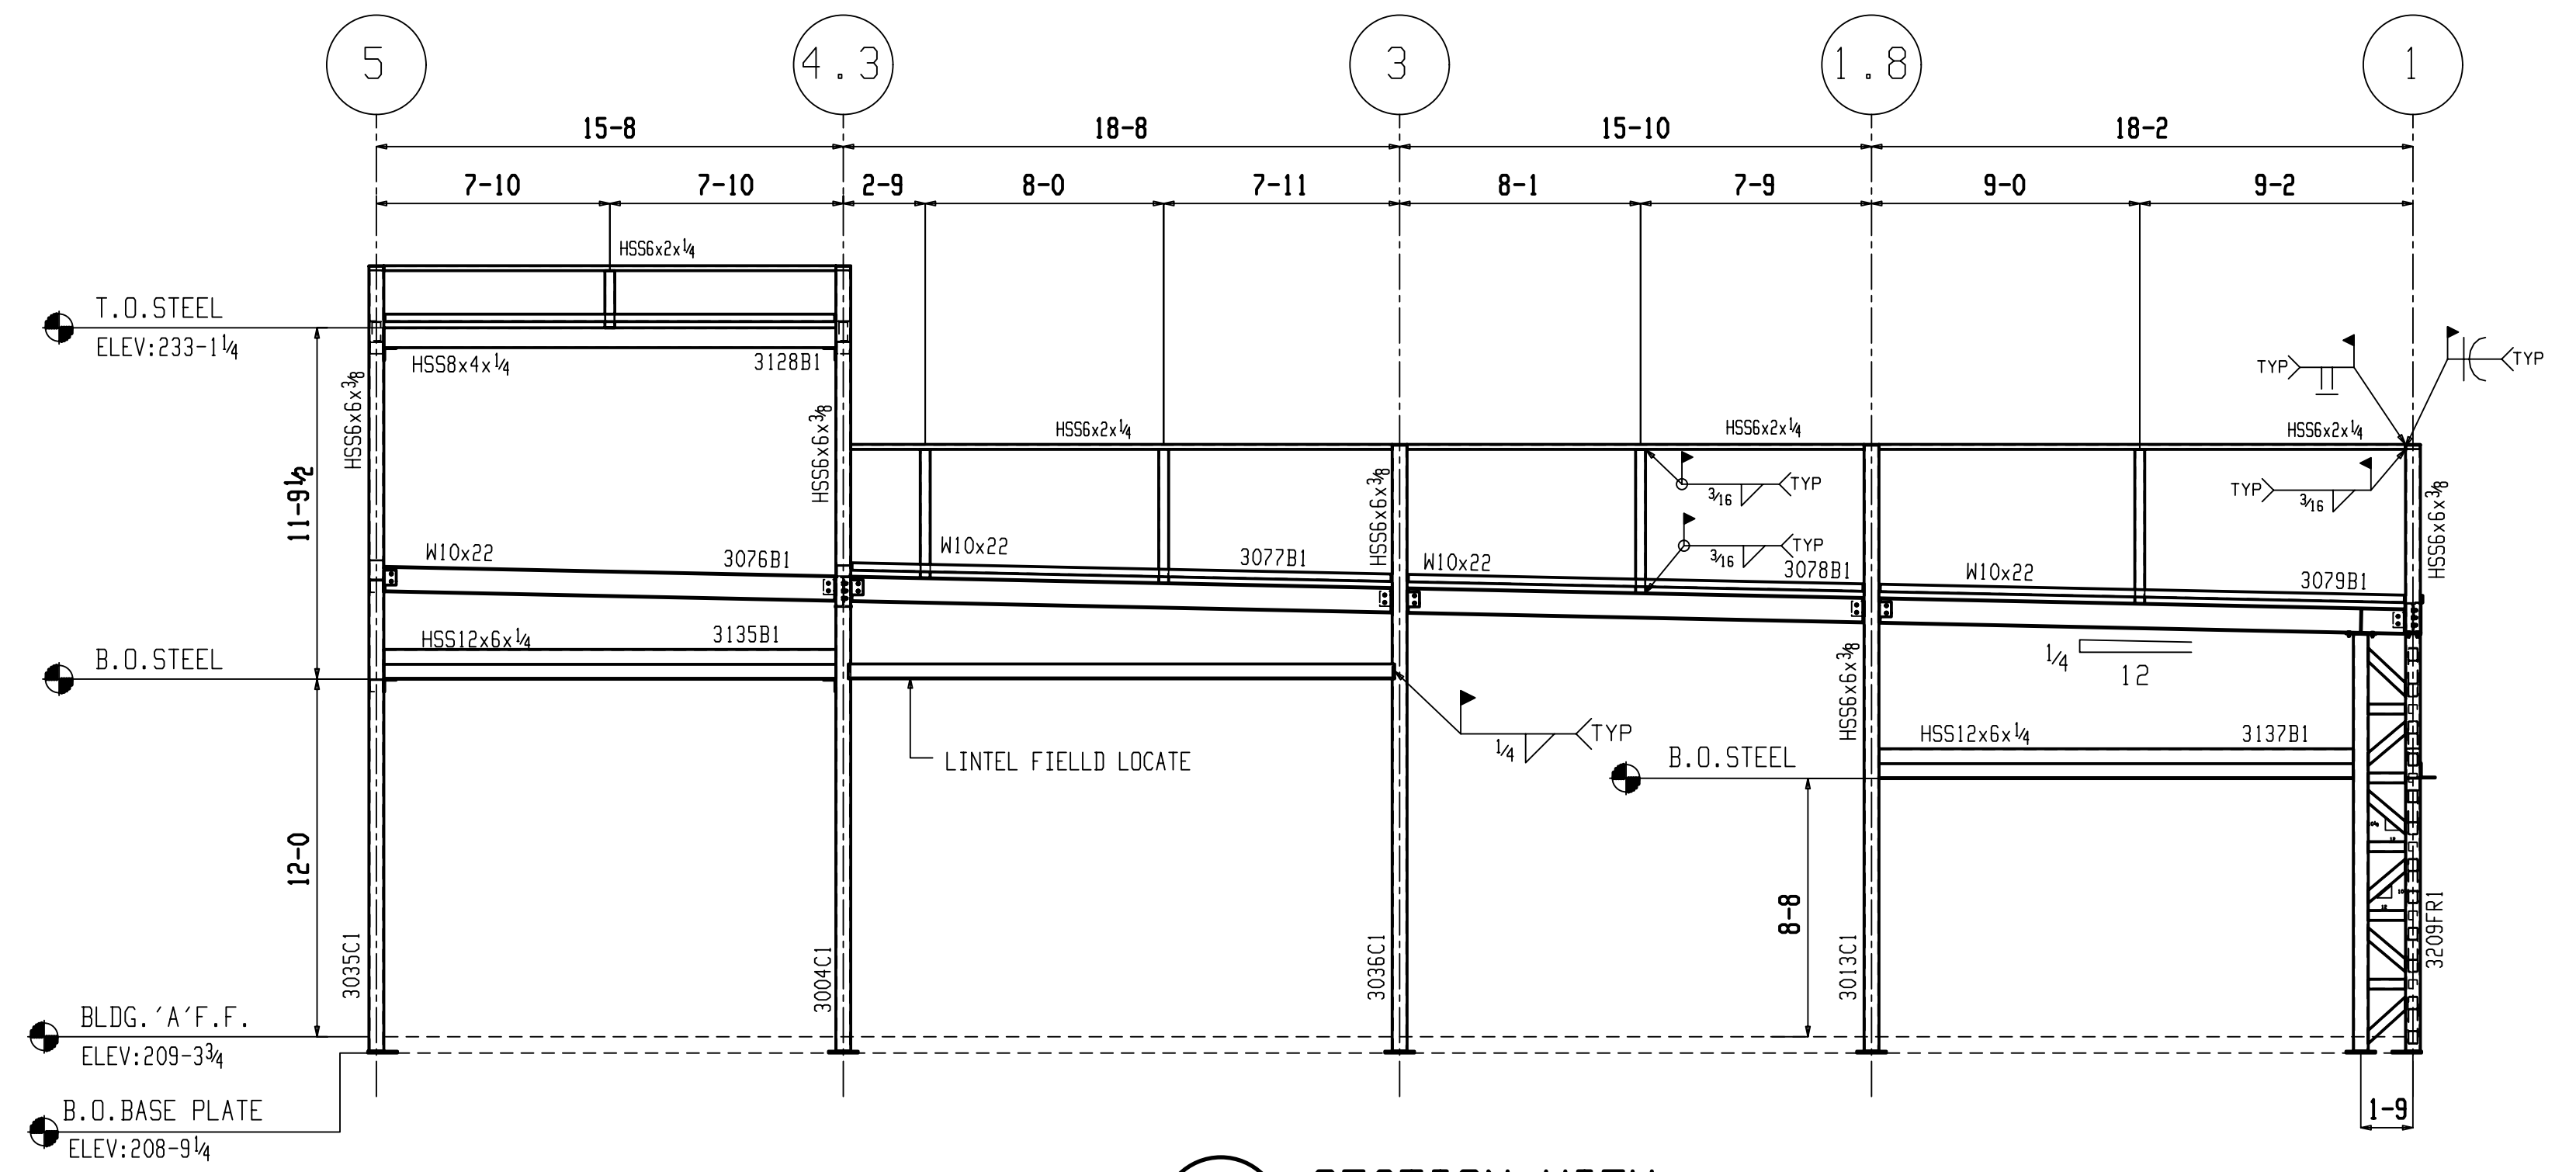 5
4.3
3
1.8
1
15-8
18-8
15-10
18-2
7-10
7-10
2-9
8-0
7-11
8-1
7-9
9-0
9-2
HSS6x2x1/4
T.O.STEEL
ELEV:233-1 1/4
HSS8x4x1/4
3128B1
HSS6x6x3/8
HSS6x6x3/8
TYP
TYP
HSS6x2x1/4
HSS6x2x1/4
HSS6x2x1/4
HSS6x6x3/8
3/16
TYP
TYP
3/16
HSS6x6x3/8
11-9 1/2
W10x22
3076B1
W10x22
3077B1
W10x22
3/16
TYP
3078B1
W10x22
3079B1
B.O.STEEL
HSS12x6x1/4
3135B1
HSS6x6x3/8
1/4
12
LINTEL FIELLD LOCATE
1/4
TYP
B.O.STEEL
HSS12x6x1/4
3137B1
12-0
8-8
3035C1
3004C1
3036C1
3013C1
3209FR1
BLDG.'A'F.F.
ELEV:209-3 3/4
B.O.BASE PLATE
ELEV:208-9 1/4
1-9